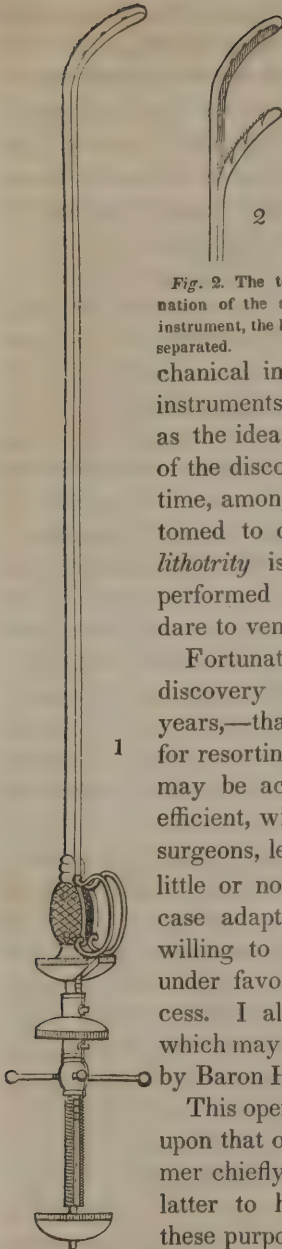 2
Fig. 2. The t
nation of the
instrument, the
separated.
chanical in
instruments
as the idea
of the disco
time, amon
tomed to
lithotrity is
performed
dare to ven
Fortunat
discovery
years,—tha
1
for resortin
may be ac
efficient, w
surgeons, le
little or no
case adapt
willing to
under favo
cess. I al
which may
by Baron H
This ope
upon that o
mer chiefly
latter to h
these purpo